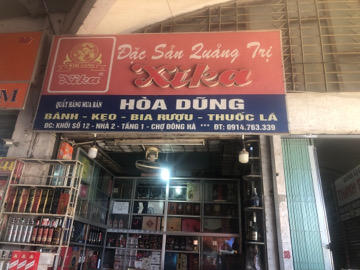 Đặc Sản Quảng Trị
Xika
Xika
QUẦY HÀNG MUA BÁN
HÒA DŨNG
BÁNH - KẸO - BIA RƯỢU - THUỐC LÁ
ĐC: KHỐI SỐ 12 - NHÀ 2 - TẦNG 1 - CHỢ ĐÔNG HÀ *** ĐT: 0914.763.339
M